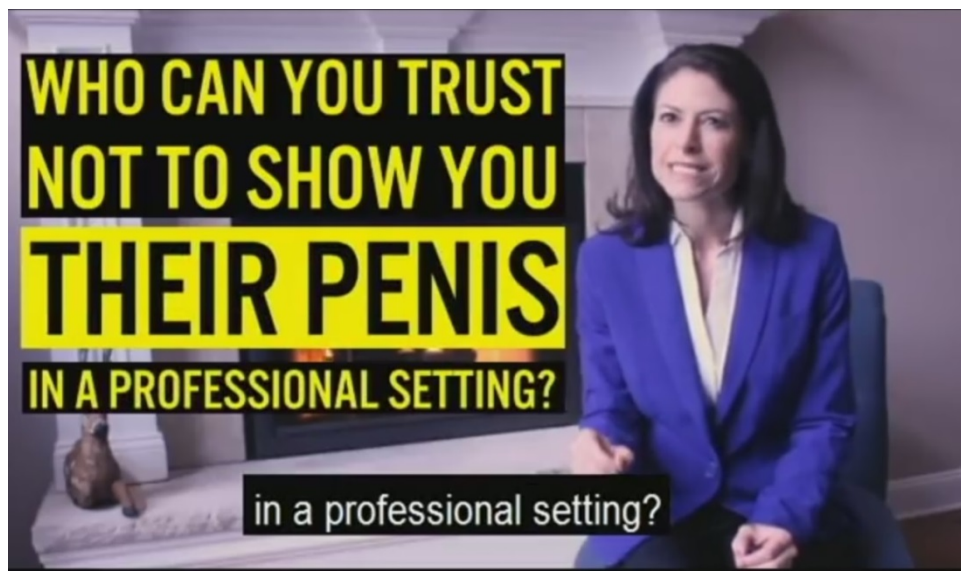 WHO CAN YOU TRUST
NOT TO SHOW YOU
THEIR PENIS
IN A PROFESSIONAL SETTING?
in a professional setting?